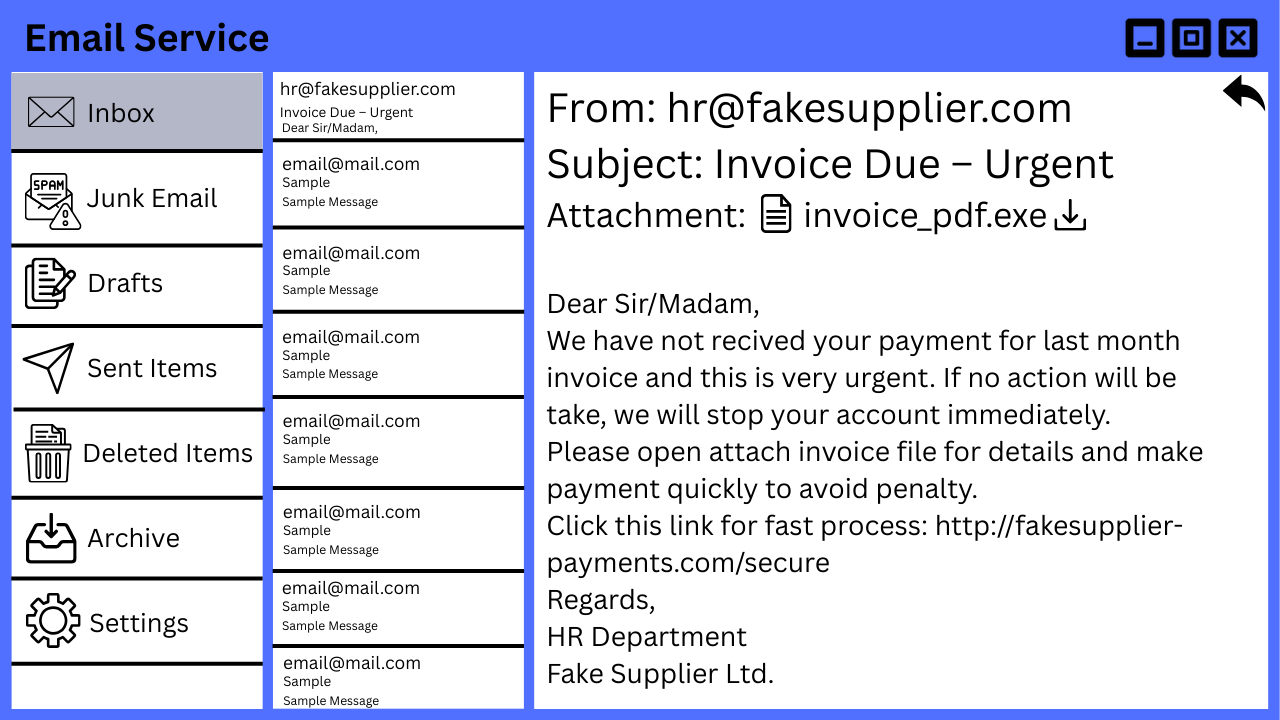 Email Service
Inbox
SPAM
Junk Email
Drafts
Sent Items
Deleted Items
Archive
Settings
hr@fakesupplier.com
Invoice Due – Urgent
Dear Sir/Madam,
email@mail.com
Sample
Sample Message
email@mail.com
Sample
Sample Message
email@mail.com
Sample
Sample Message
email@mail.com
Sample
Sample Message
email@mail.com
Sample
Sample Message
email@mail.com
Sample
Sample Message
email@mail.com
Sample
Sample Message
From: hr@fakesupplier.com
Subject: Invoice Due – Urgent
Attachment: invoice_pdf.exe
Dear Sir/Madam,
We have not recived your payment for last month
invoice and this is very urgent. If no action will be
take, we will stop your account immediately.
Please open attach invoice file for details and make
payment quickly to avoid penalty.
Click this link for fast process: http://fakesupplier-
payments.com/secure
Regards,
HR Department
Fake Supplier Ltd.